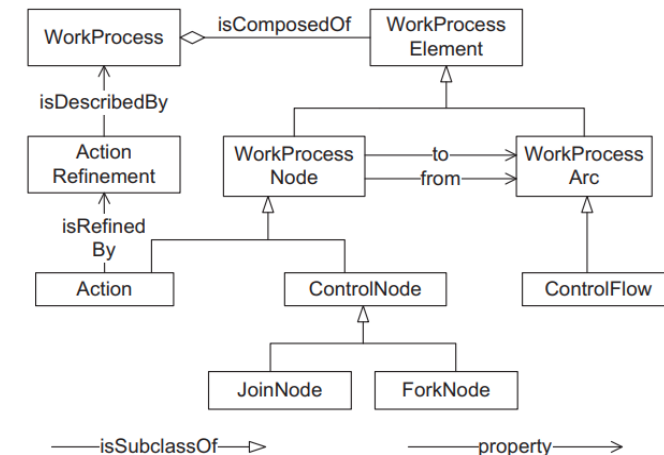 WorkProcess
isComposedOf
WorkProcess
Element
isDescribedBy
Action
Refinement
WorkProcess
Node
to
from
WorkProcess
Arc
isRefined
By
Action
ControlNode
ControlFlow
JoinNode
ForkNode
isSubclassOf
property